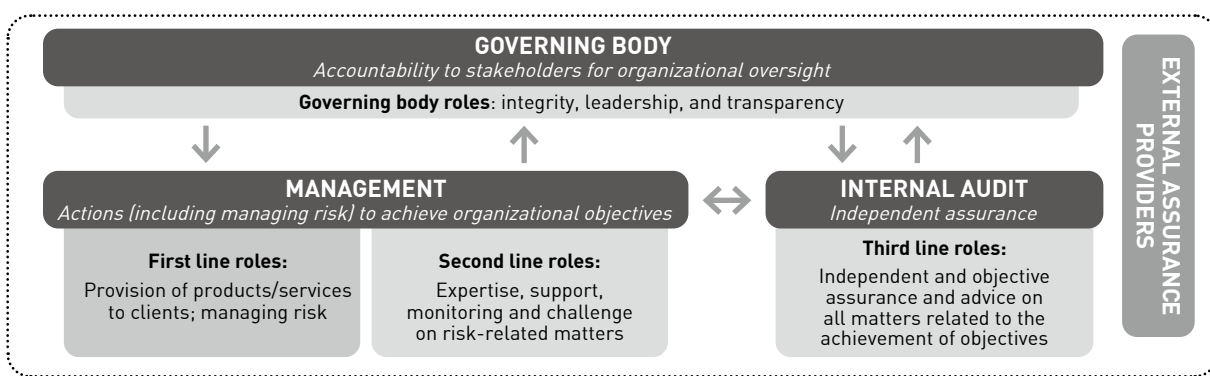 GOVERNING BODY
Accountability to stakeholders for organizational oversight
Governing body roles: integrity, leadership, and transparency
MANAGEMENT
Actions (including managing risk) to achieve organizational objectives
First line roles:
Provision of products/services
to clients; managing risk
Second line roles:
Expertise, support,
monitoring and challenge
on risk-related matters
INTERNAL AUDIT
Independent assurance
Third line roles:
Independent and objective
assurance and advice on
all matters related to the
achievement of objectives
EXTERNAL ASSURANCE
PROVIDERS